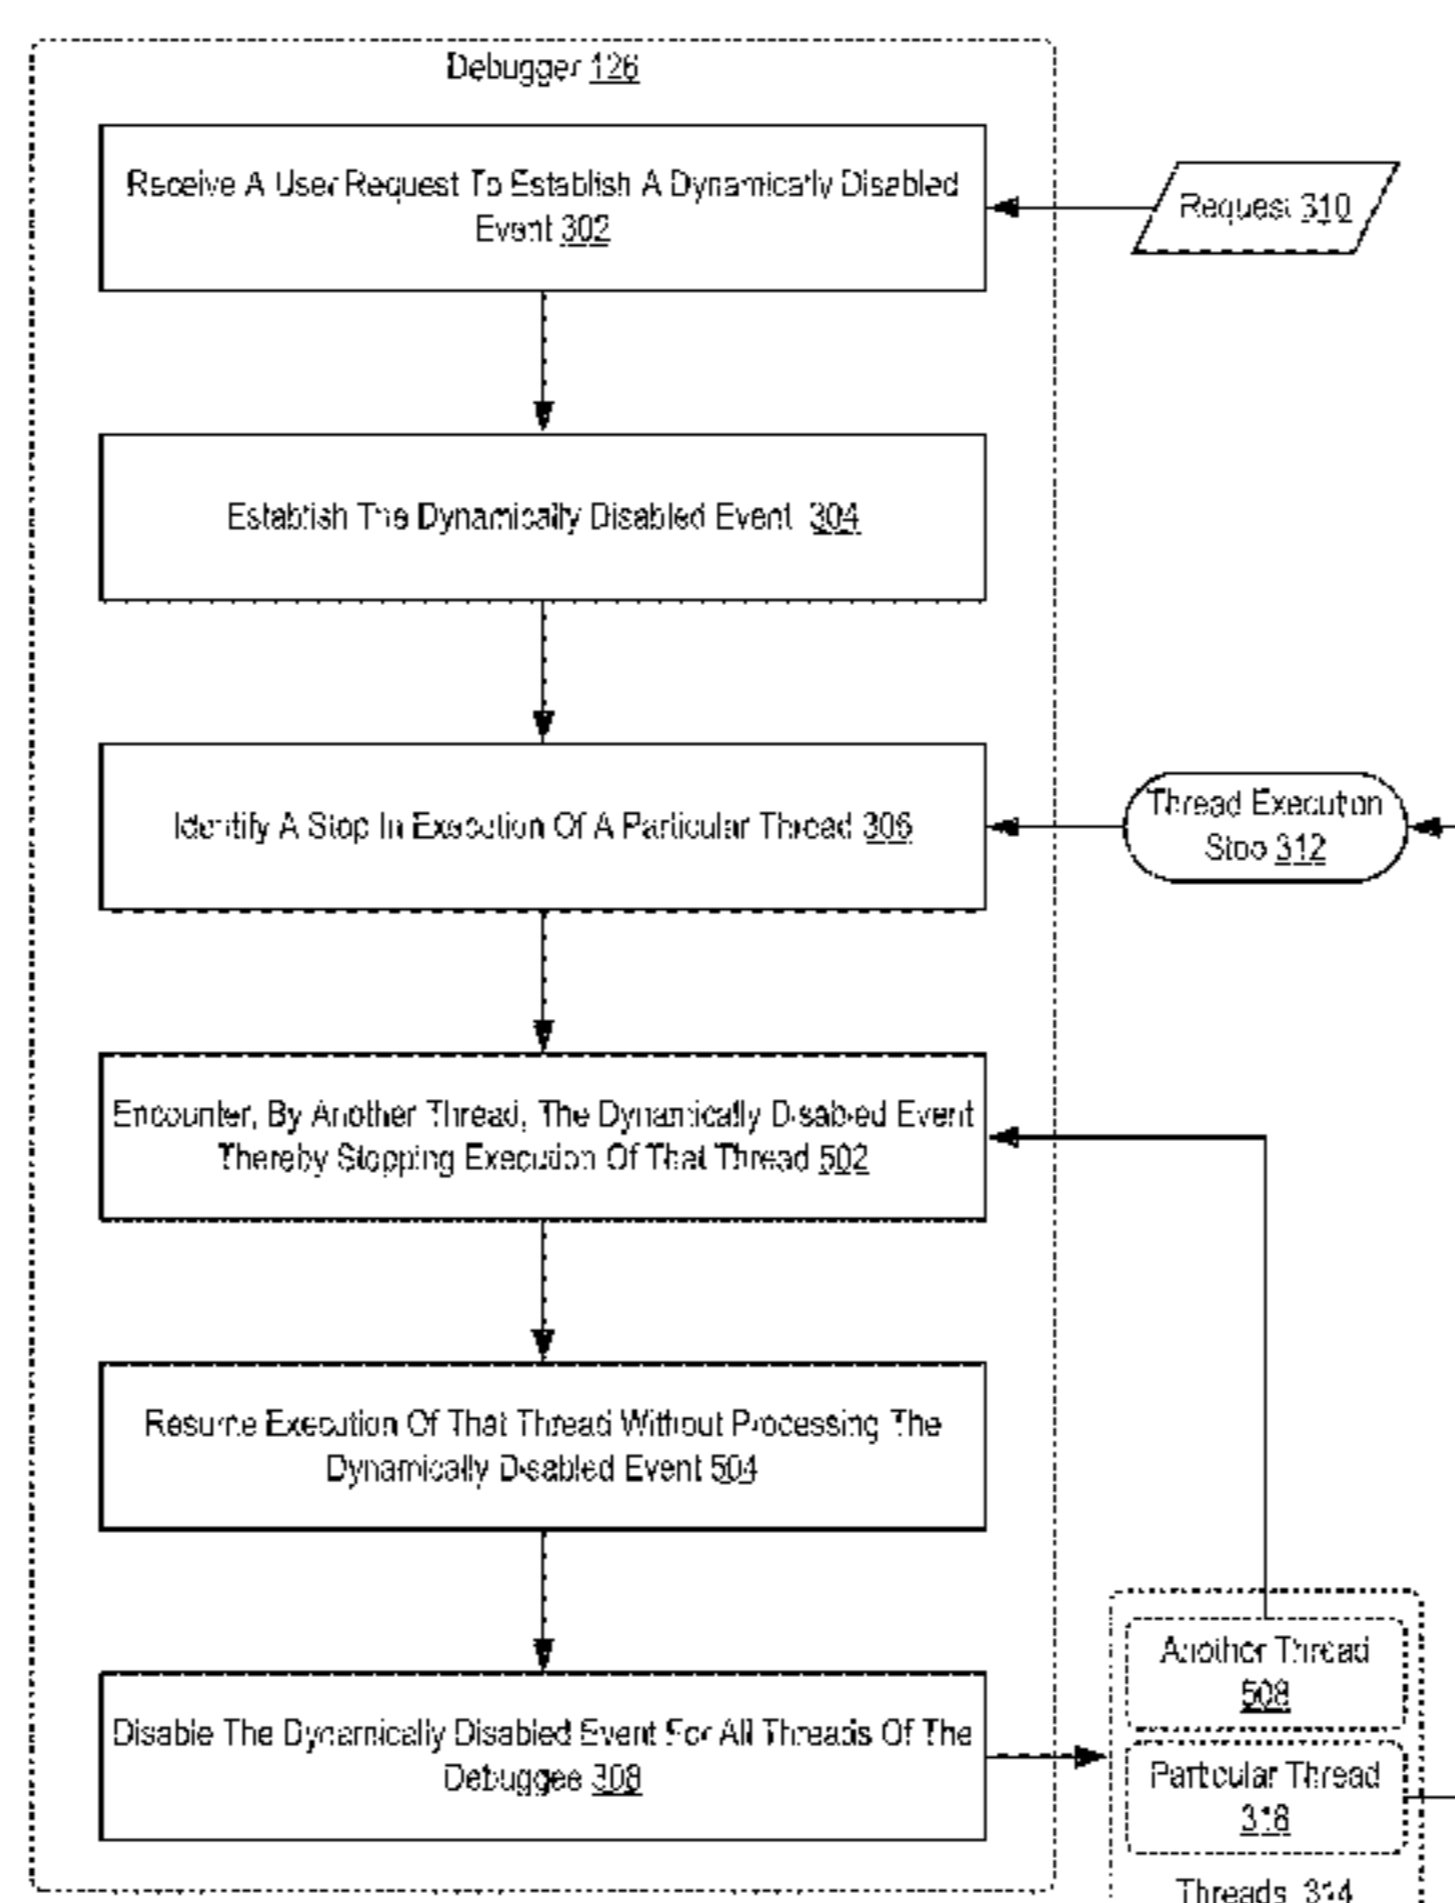 Debugger 126
Receive A User Request To Establish A Dynamically Disabled
Event 302
Request 310
Establish The Dynamically Disabled Event 304
Identify A Stop In Execution Of A Particular Thread 306
Thread Execution
Stop 312
Encounter, By Another Thread, The Dynamically Disabled Event
Thereby Stopping Execution Of That Thread 502
Resume Execution Of That Thread Without Processing The
Dynamically Disabled Event 504
Another Thread
508
Disable The Dynamically Disabled Event For All Threads Of The
Debuggee 308
Particular Thread
318
Threads 314